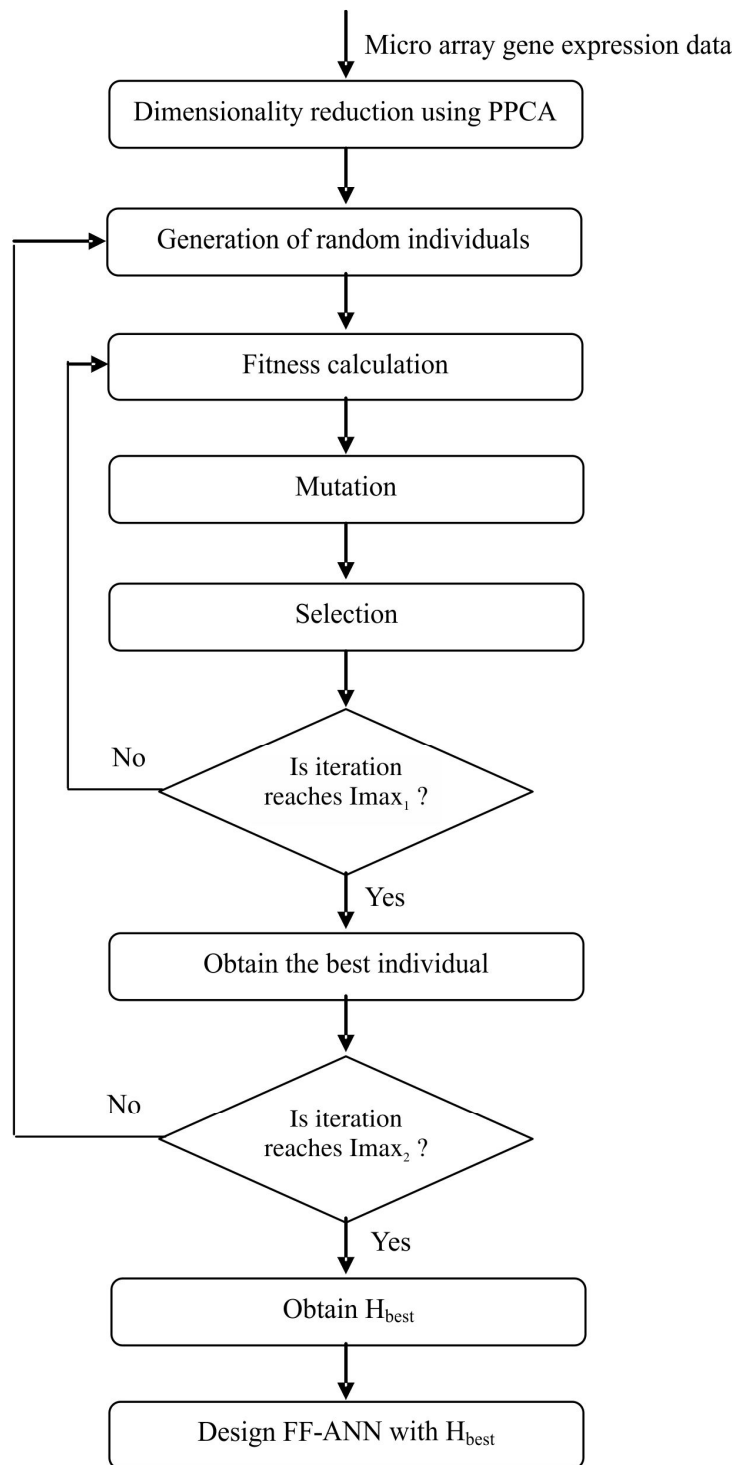 Micro array gene expression data
Dimensionality reduction using PPCA
Generation of random individuals
Fitness calculation
Mutation
Selection
No
Is iteration
reaches Imax₁ ?
Yes
Obtain the best individual
No
Is iteration
reaches Imax₂ ?
Yes
Obtain H_best
Design FF-ANN with H_best